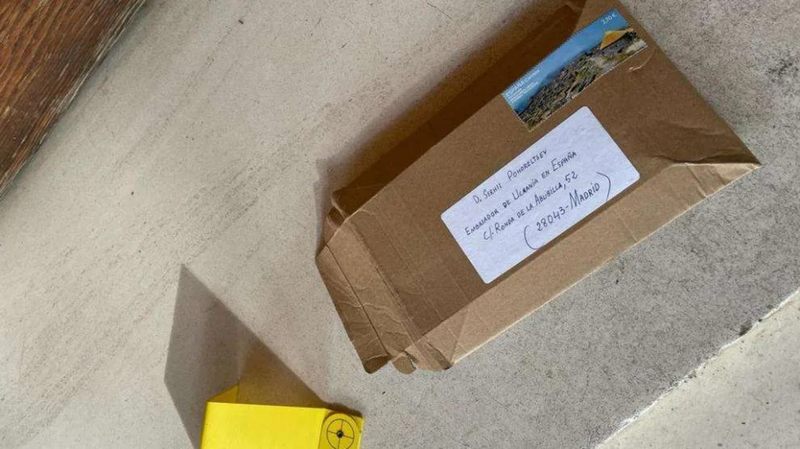 D. SERHII POHORELTSEV
EMBAJADOR DE UCRANIA EN ESPAÑA
C/. RONDA DE LA ABUBILLA, 52
(28043-MADRID)